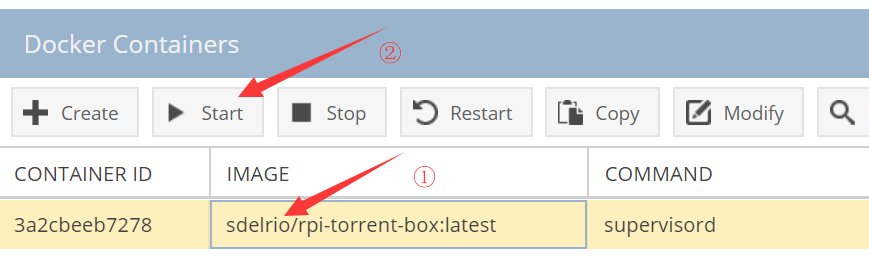 Docker Containers
②
Create Start Stop Restart Copy Modify
CONTAINER ID IMAGE COMMAND
①
3a2cbeeb7278 sdelrio/rpi-torrent-box:latest supervisord